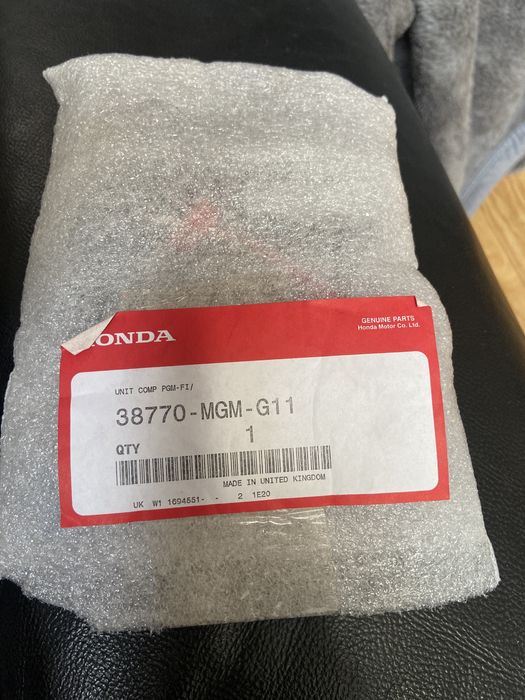 HONDA
GENUINE PARTS
Honda Motor Co. Ltd.
UNIT COMP PGM-FI/
38770-MGM-G11
QTY 1
MADE IN UNITED KINGDOM
UK W1 1694551- - 2 1E20